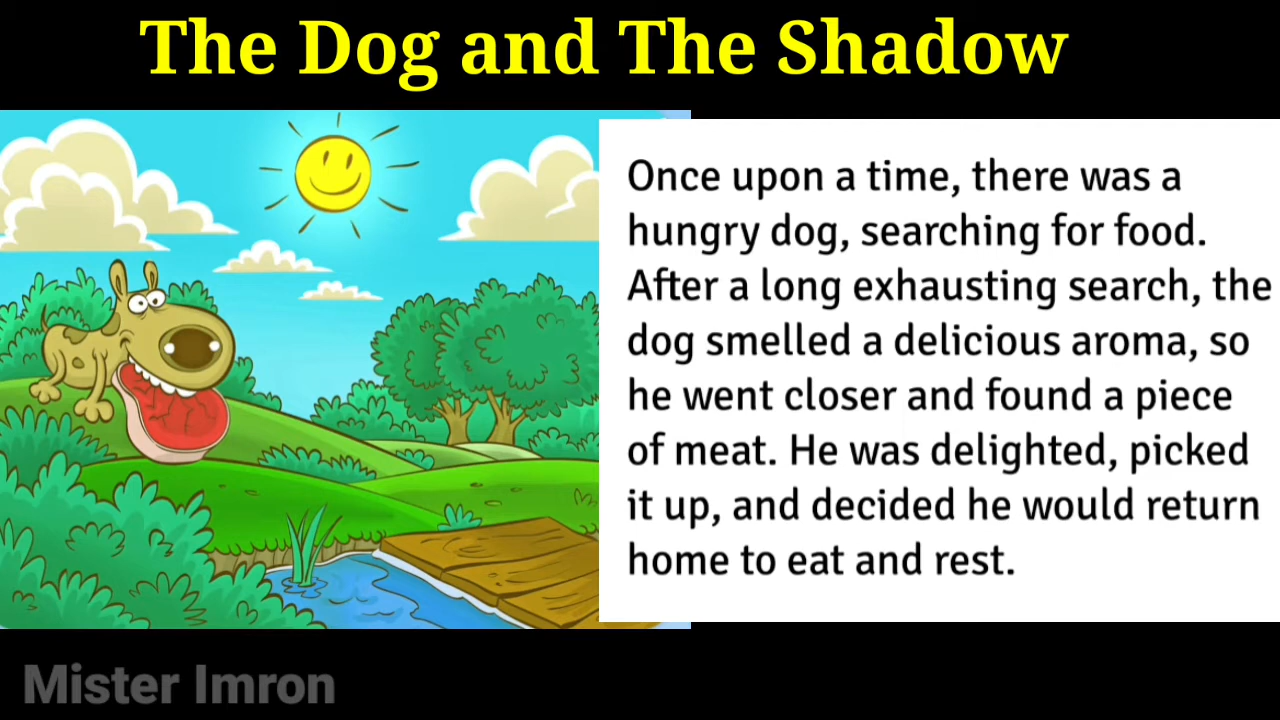 The Dog and The Shadow
Once upon a time, there was a
hungry dog, searching for food.
After a long exhausting search, the
dog smelled a delicious aroma, so
he went closer and found a piece
of meat. He was delighted, picked
it up, and decided he would return
home to eat and rest.
Mister Imron